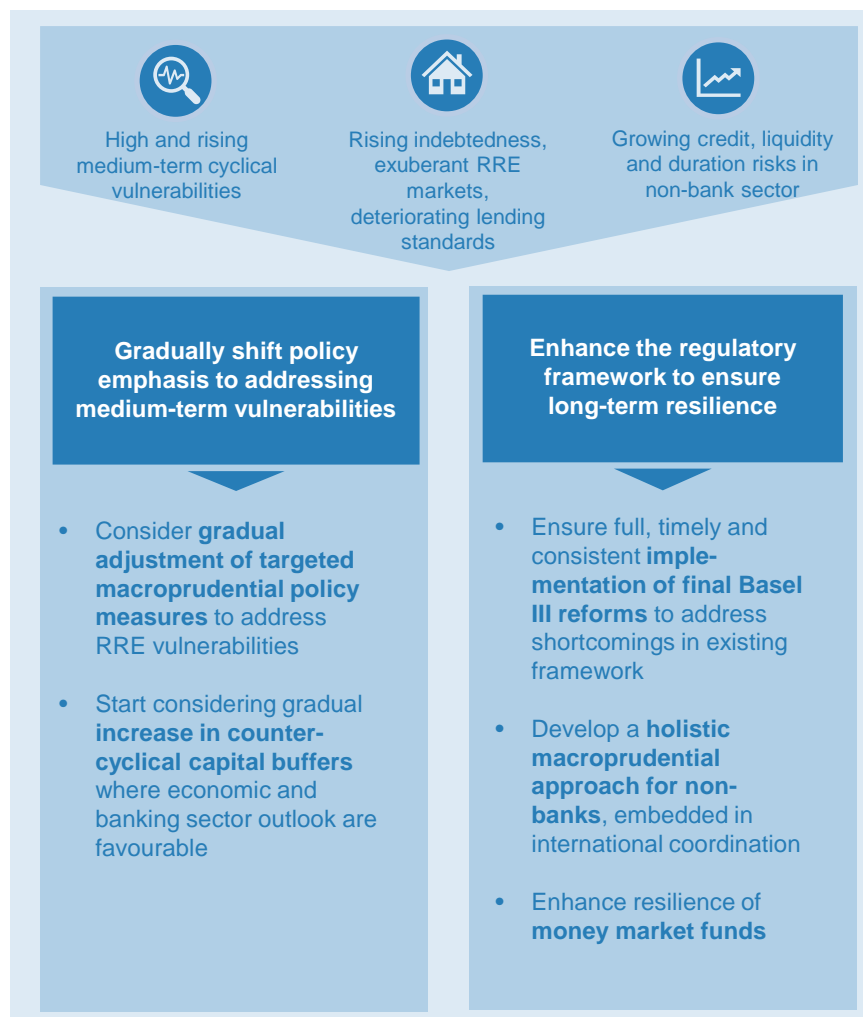 High and rising
medium-term cyclical
vulnerabilities
Rising indebtedness,
exuberant RRE
markets,
deteriorating lending
standards
Growing credit, liquidity
and duration risks in
non-bank sector
Gradually shift policy
emphasis to addressing
medium-term vulnerabilities
• Consider gradual
adjustment of targeted
macroprudential policy
measures to address
RRE vulnerabilities
• Start considering gradual
increase in counter-
cyclical capital buffers
where economic and
banking sector outlook are
favourable
Enhance the regulatory
framework to ensure
long-term resilience
• Ensure full, timely and
consistent imple-
mentation of final Basel
III reforms to address
shortcomings in existing
framework
• Develop a holistic
macroprudential
approach for non-
banks, embedded in
international coordination
• Enhance resilience of
money market funds